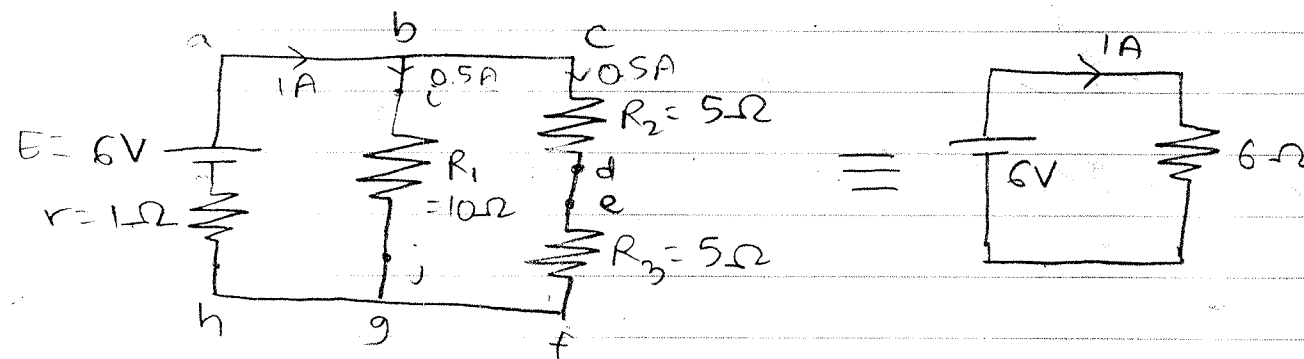 a
b
c
1A
0.5A
0.5A
i
R₂ = 5Ω
E = 6V
d
R₁
= 10Ω
e
r = 1Ω
R₃ = 5Ω
j
h
g
f
≡
1A
6V
6Ω